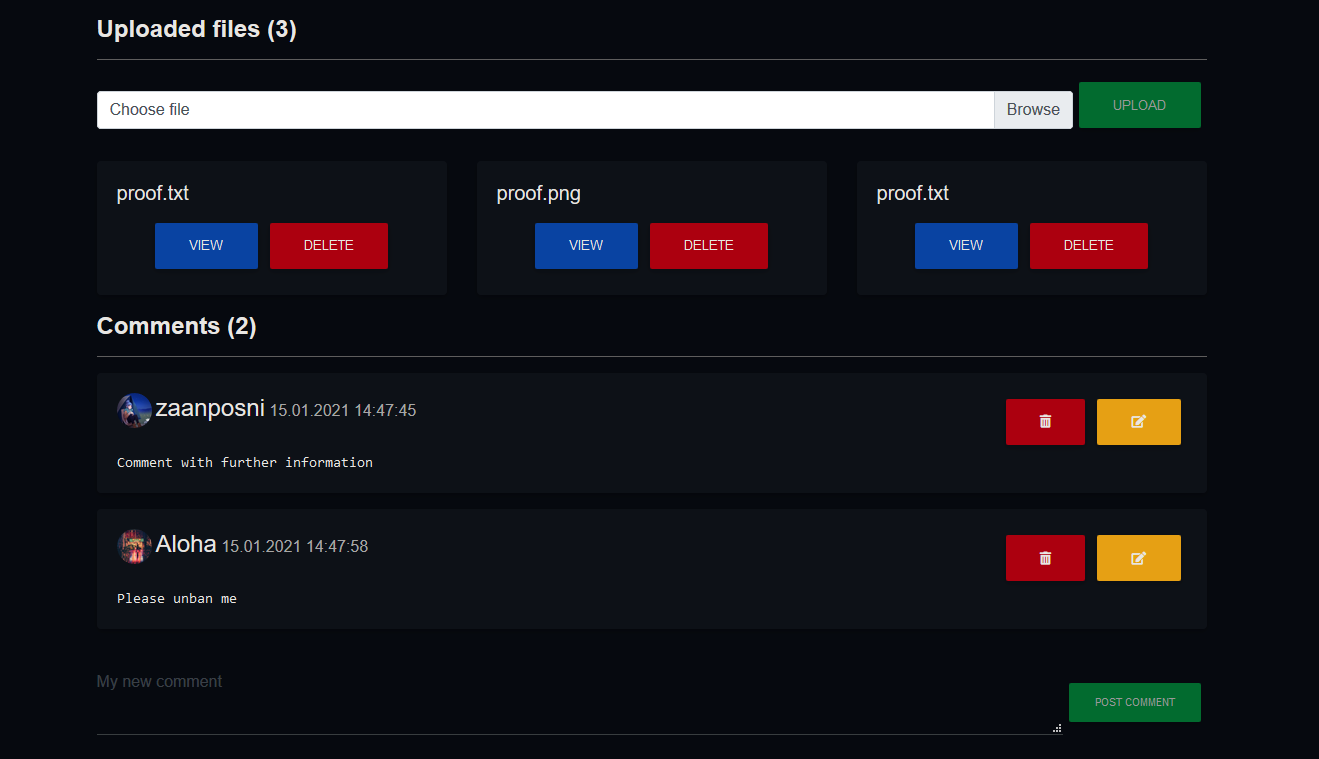 Uploaded files (3)
Choose file Browse UPLOAD
proof.txt proof.png proof.txt
VIEW DELETE VIEW DELETE VIEW DELETE
Comments (2)
zaanposni 15.01.2021 14:47:45
Comment with further information
Aloha 15.01.2021 14:47:58
Please unban me
My new comment
POST COMMENT